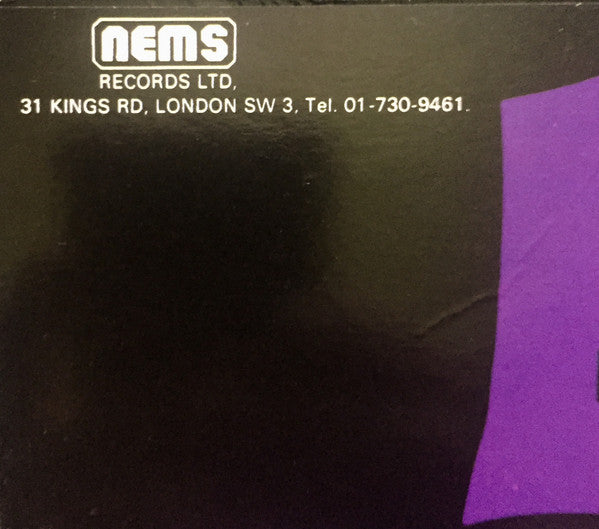 nems
RECORDS LTD,
31 KINGS RD, LONDON SW 3, Tel. 01-730-9461.